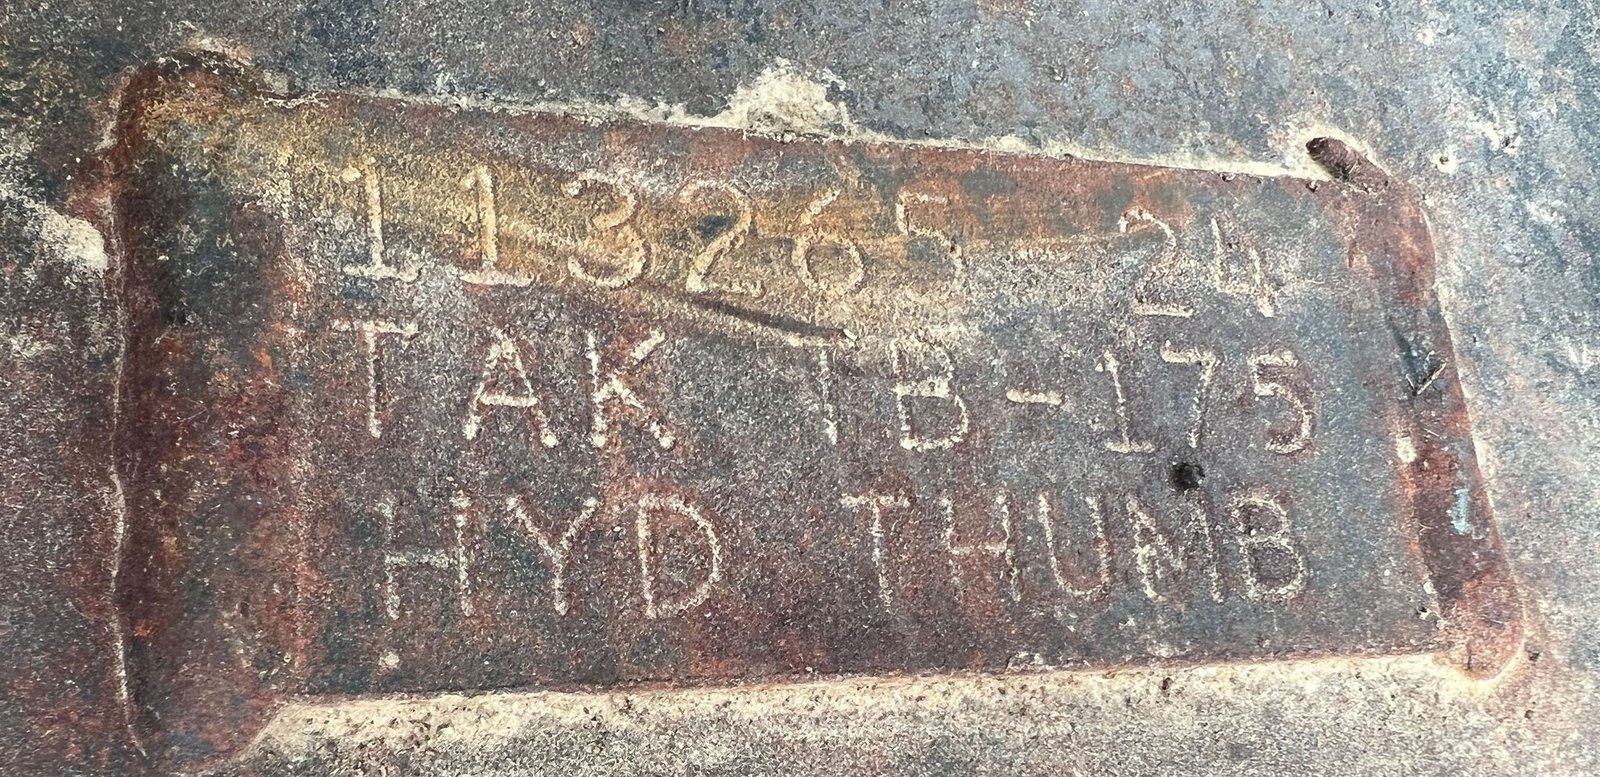 113265-24
TAK TB-175
HYD THUMB